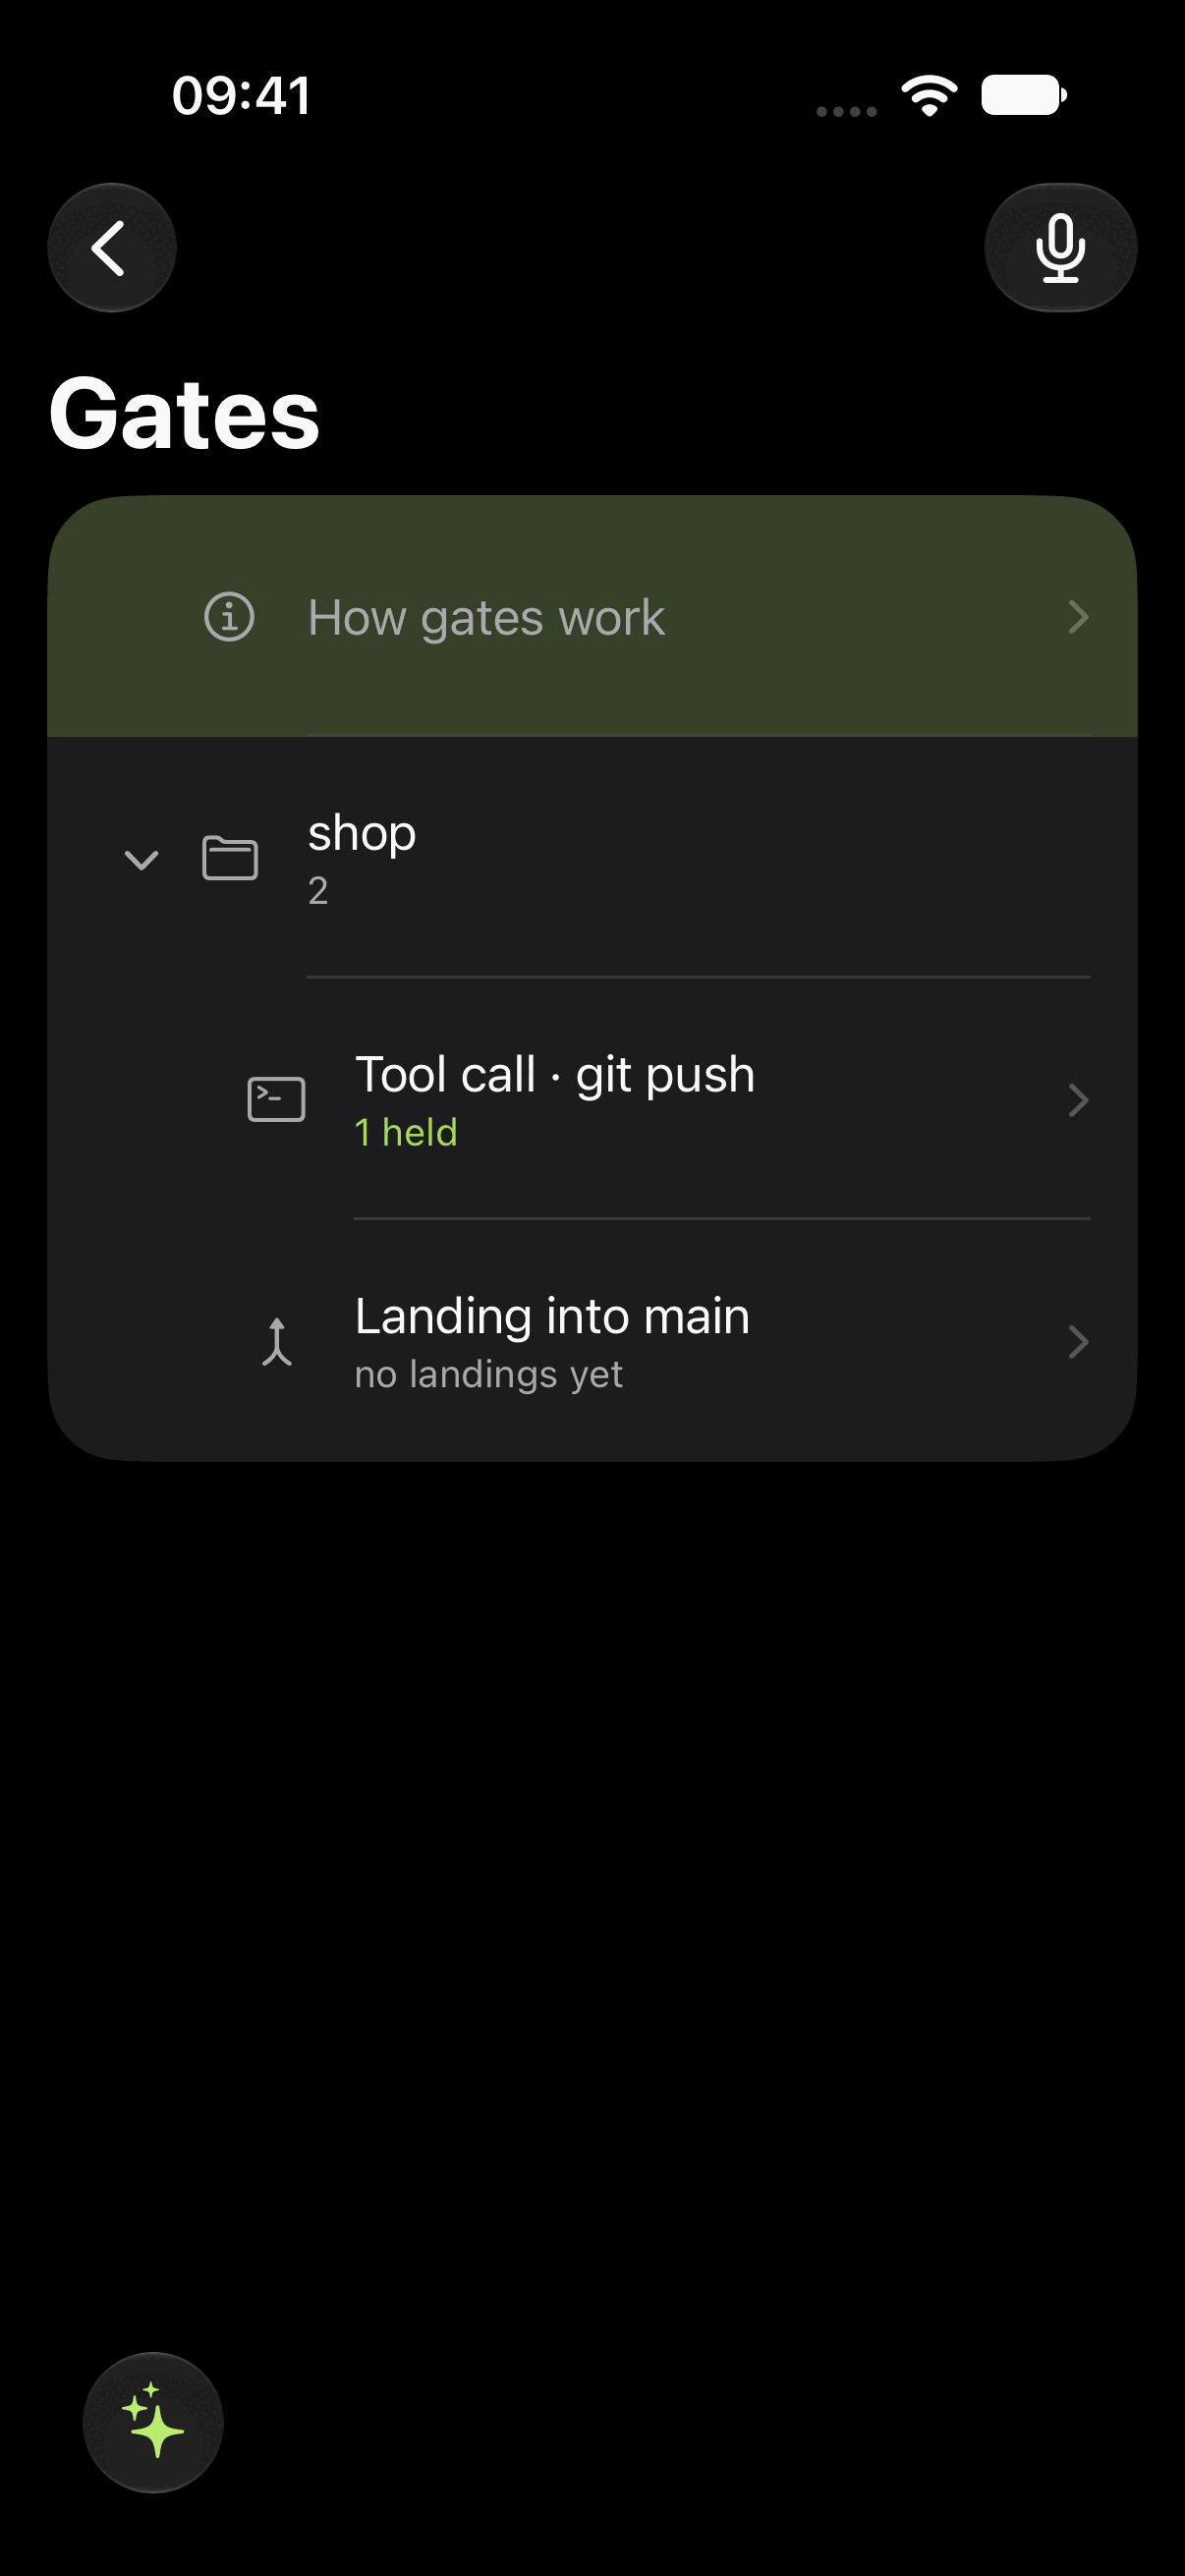 09:41
Gates
How gates work
shop
2
Tool call · git push
1 held
Landing into main
no landings yet